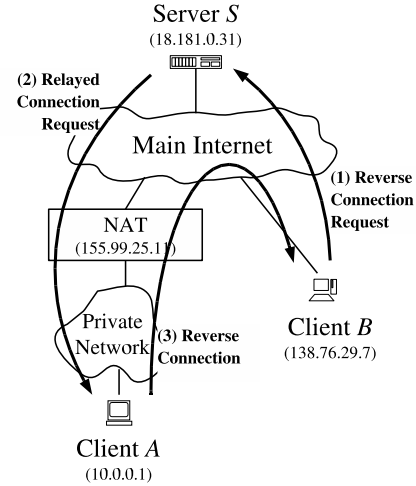 Server S
(18.181.0.31)
(2) Relayed
Connection
Request
Main Internet
(1) Reverse
Connection
Request
NAT
(155.99.25.11)
Private
Network
(3) Reverse
Connection
Client B
(138.76.29.7)
Client A
(10.0.0.1)